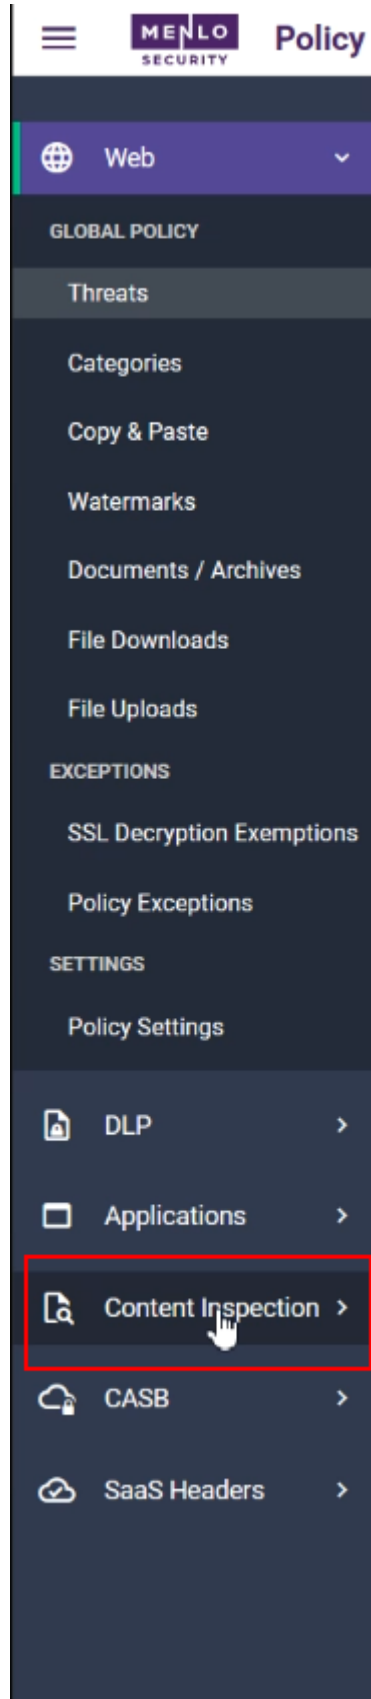 MENLO
SECURITY
Policy
Web
GLOBAL POLICY
Threats
Categories
Copy & Paste
Watermarks
Documents / Archives
File Downloads
File Uploads
EXCEPTIONS
SSL Decryption Exemptions
Policy Exceptions
SETTINGS
Policy Settings
DLP
Applications
Content Inspection
CASB
SaaS Headers